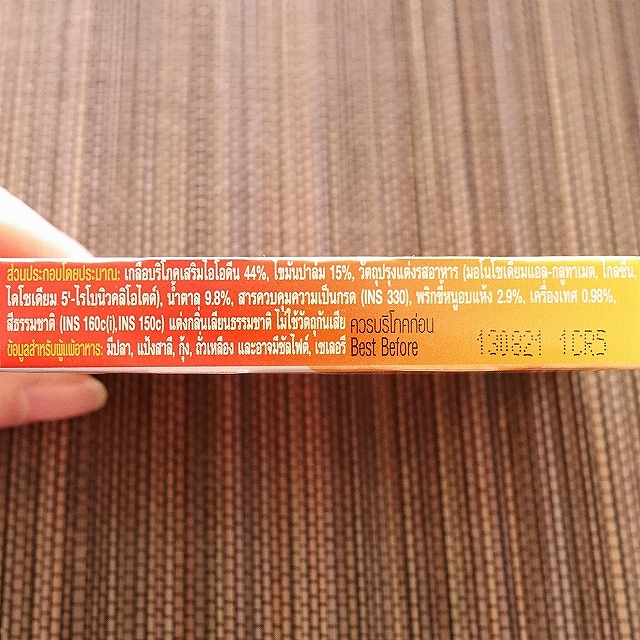 ส่วนประกอบโดยประมาณ: เกลือบริโภคเสริมไอโอดีน 44%, ไขมันปาล์ม 15%, วัตถุปรุงแต่งรสอาหาร (มอโนโซเดียมแอล-กลูทาเมต, ไกลซีน,
ไดโซเดียม 5'-ไรโบนิวคลิโอไตด์), น้ำตาล 9.8%, สารควบคุมความเป็นกรด (INS 330), พริกขี้หนูอบแห้ง 2.9%, เครื่องเทศ 0.98%,
สีธรรมชาติ (INS 160c(i),INS 150c) แต่งกลิ่นเลียนธรรมชาติ ไม่ใช้วัตถุกันเสีย
ข้อมูลสำหรับผู้แพ้อาหาร: มีปลา, แป้งสาลี, กุ้ง, ถั่วเหลือง และอาจมีซัลไฟต์, เซเลอรี
ควรบริโภคก่อน
Best Before 130821 1CR5